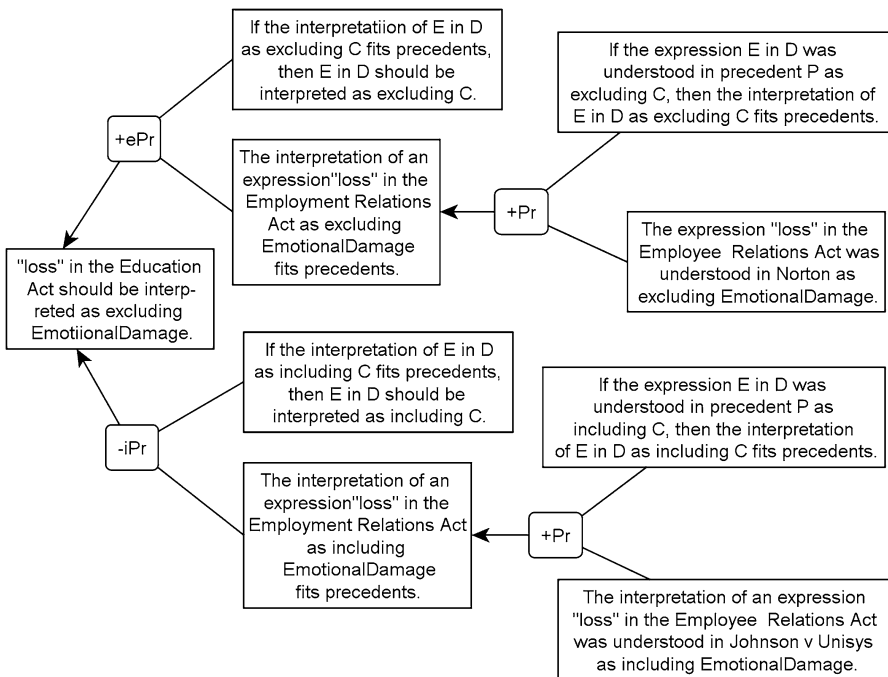 If the interpretatiion of E in D
as excluding C fits precedents,
then E in D should be
interpreted as excluding C.
If the expression E in D was
understood in precedent P as
excluding C, then the interpretation of
E in D as excluding C fits precedents.
+ePr
The interpretation of an
expression"loss" in the
Employment Relations
Act as excluding
EmotionalDamage
fits precedents.
+Pr
The expression "loss" in the
Employee Relations Act was
understood in Norton as
excluding EmotionalDamage.
"loss" in the Education
Act should be interp-
reted as excluding
EmotiionalDamage.
If the interpretation of E in D
as including C fits precedents,
then E in D should be
interpreted as including C.
If the expression E in D was
understood in precedent P as
including C, then the interpretation
of E in D as including C fits precedents.
-iPr
The interpretation of an
expression"loss" in the
Employment Relations Act
as including
EmotionalDamage
fits precedents.
+Pr
The interpretation of an expression
"loss" in the Employee Relations Act
was understood in Johnson v Unisys
as including EmotionalDamage.